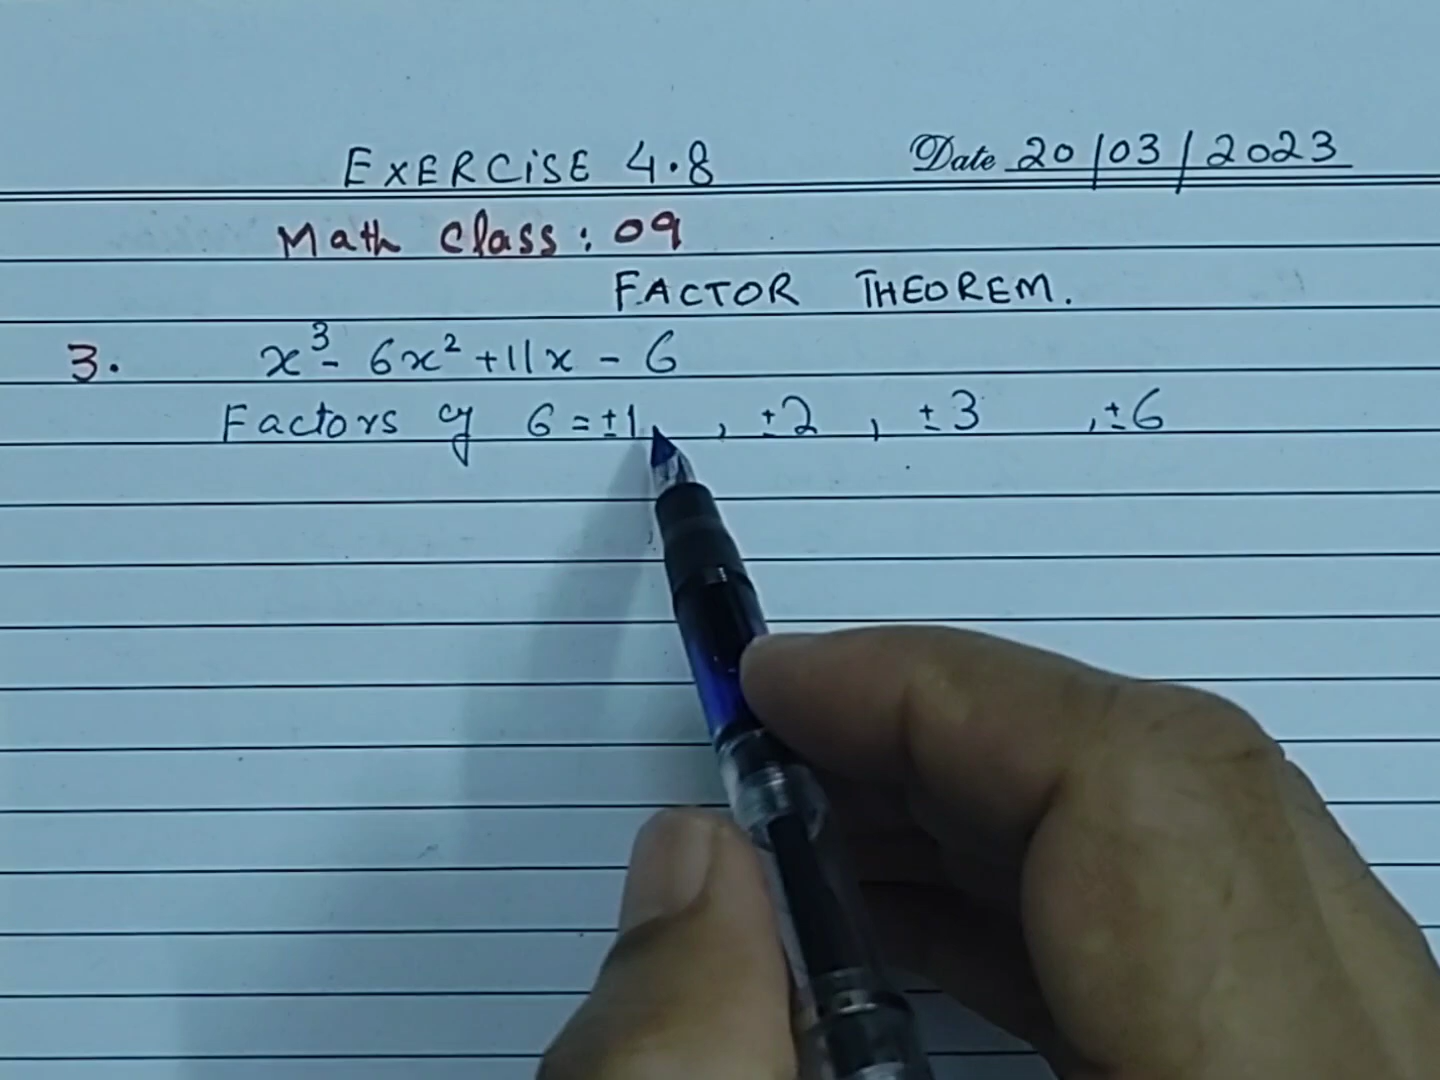 EXERCISE 4.8 Date 20/03/2023
Math Class: 09
FACTOR THEOREM.
3. x³ - 6x² + 11x - 6
Factors of 6 = ±1, ±2, ±3, ±6